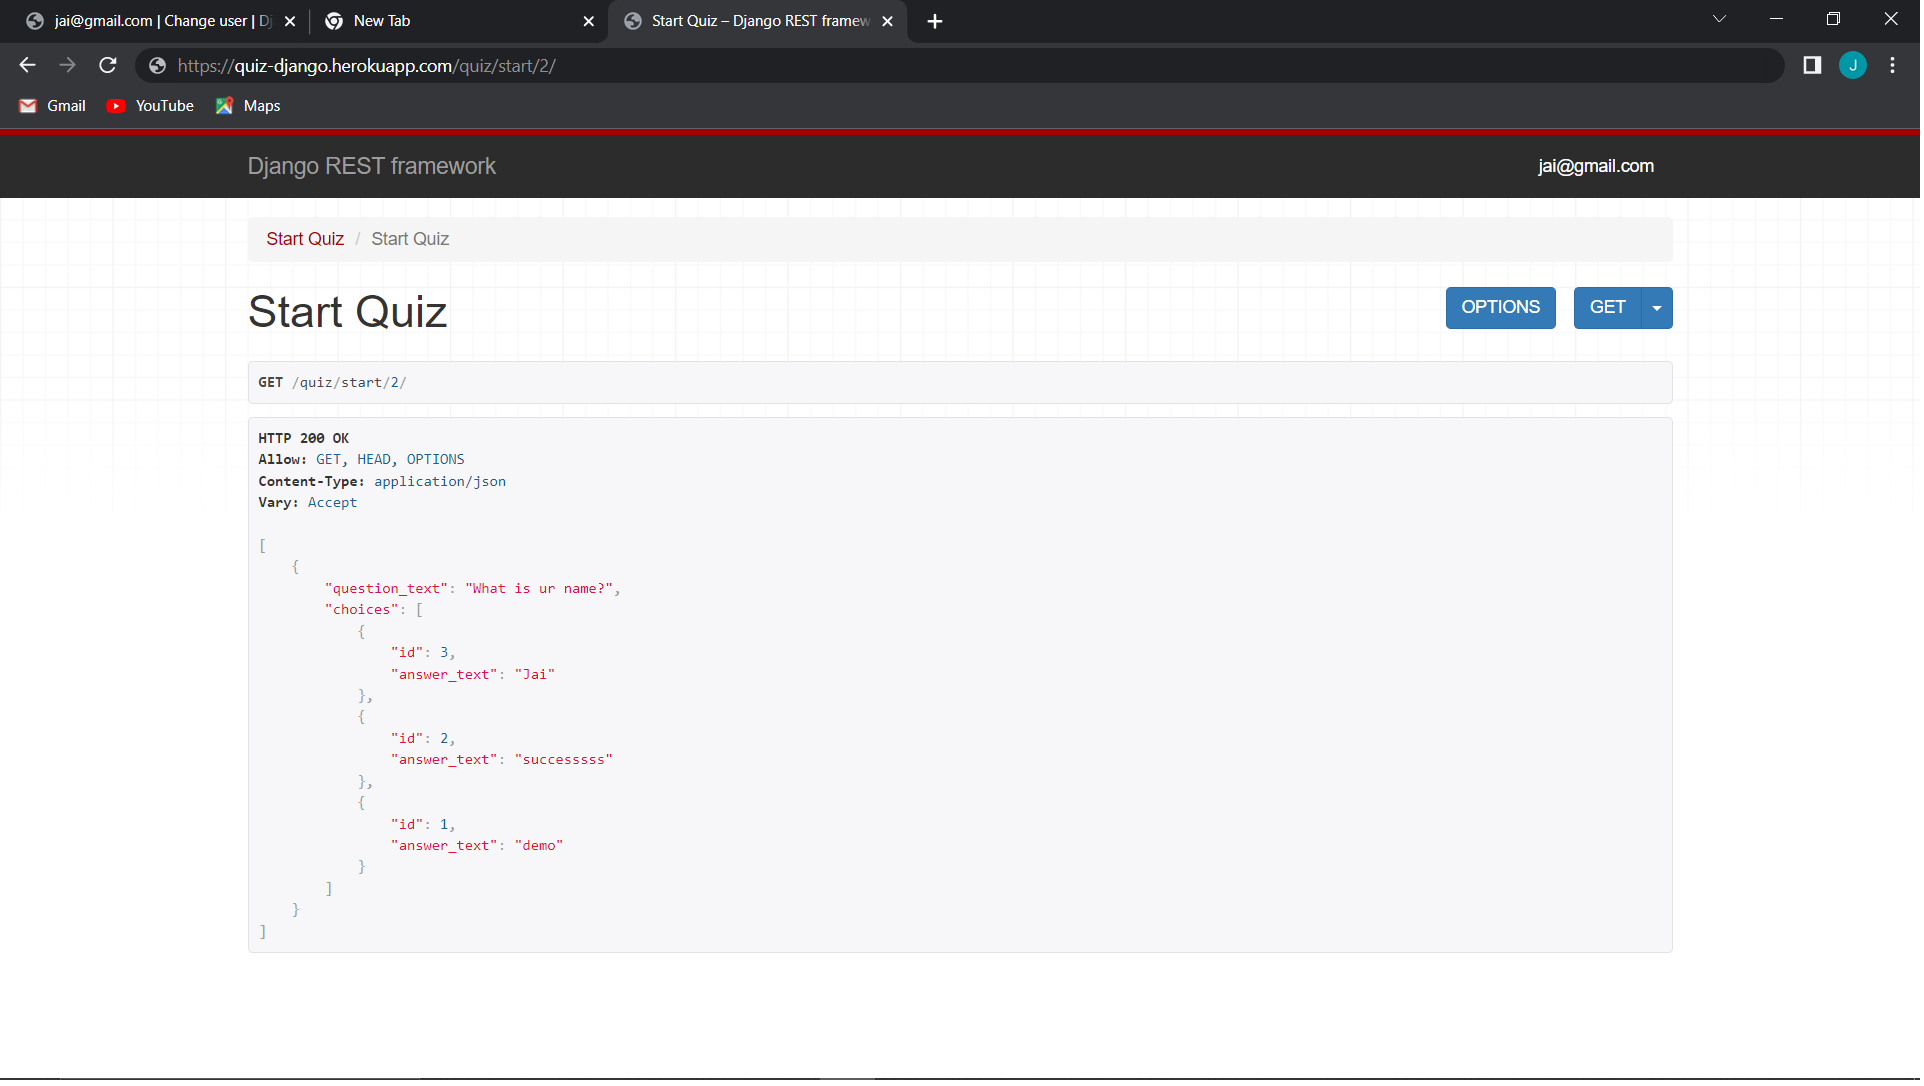 jai@gmail.com | Change user | Dj
New Tab
Start Quiz – Django REST framew
https://quiz-django.herokuapp.com/quiz/start/2/
J
Gmail
YouTube
Maps
Django REST framework
jai@gmail.com
Start Quiz / Start Quiz
Start Quiz
OPTIONS
GET
GET /quiz/start/2/
HTTP 200 OK
Allow: GET, HEAD, OPTIONS
Content-Type: application/json
Vary: Accept
[
    {
        "question_text": "What is ur name?",
        "choices": [
            {
                "id": 3,
                "answer_text": "Jai"
            },
            {
                "id": 2,
                "answer_text": "successsss"
            },
            {
                "id": 1,
                "answer_text": "demo"
            }
        ]
    }
]